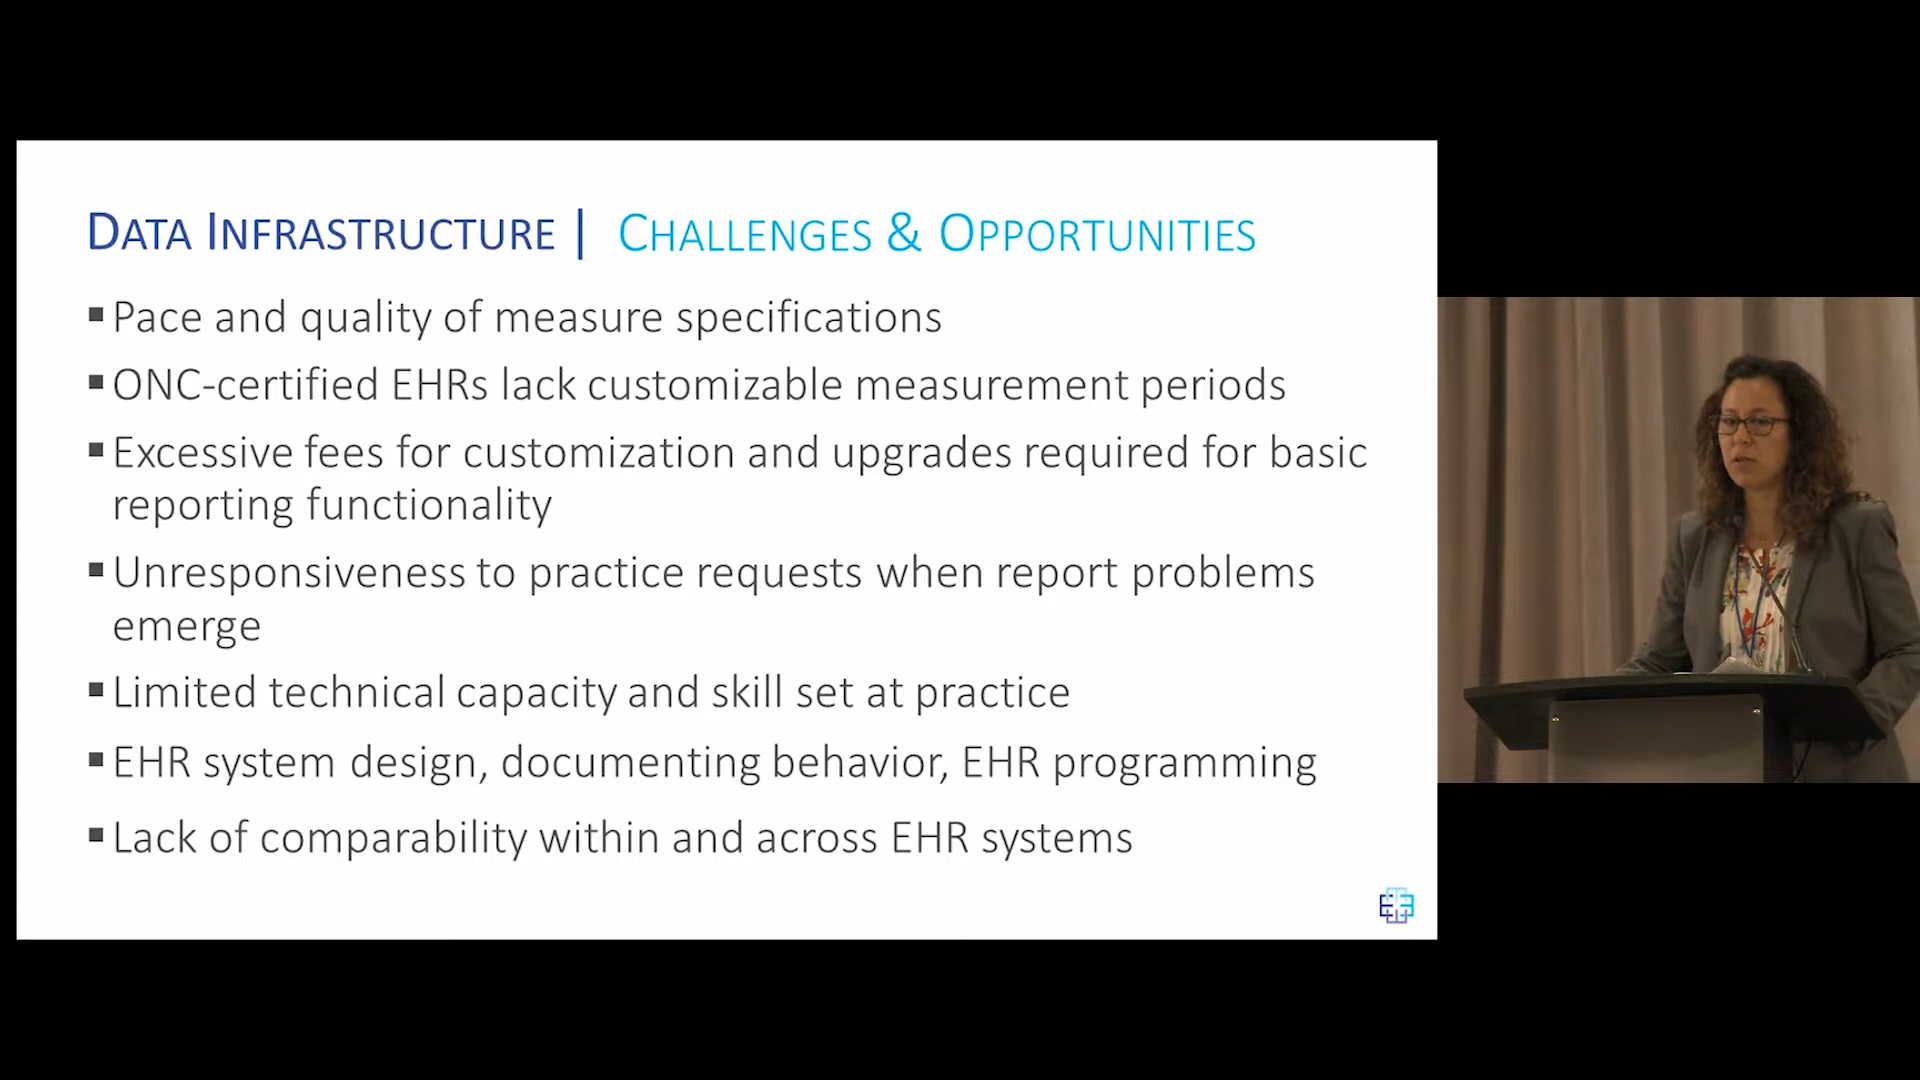 DATA INFRASTRUCTURE | CHALLENGES & OPPORTUNITIES
▪ Pace and quality of measure specifications
▪ ONC-certified EHRs lack customizable measurement periods
▪ Excessive fees for customization and upgrades required for basic
reporting functionality
▪ Unresponsiveness to practice requests when report problems
emerge
▪ Limited technical capacity and skill set at practice
▪ EHR system design, documenting behavior, EHR programming
▪ Lack of comparability within and across EHR systems